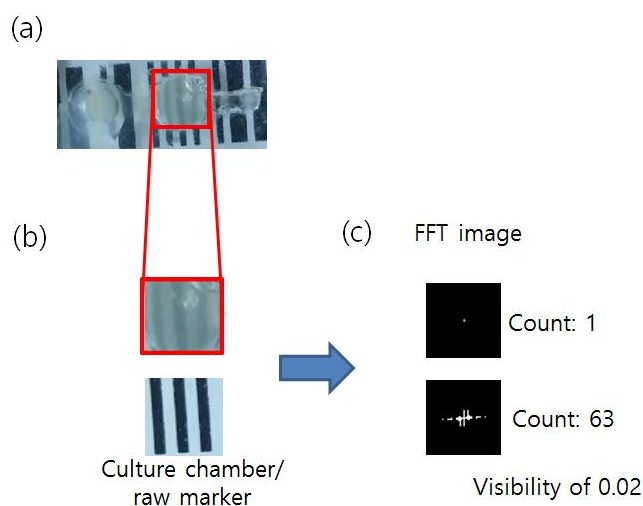 (a)
(b)
Culture chamber/
raw marker
(c)
FFT image
Count: 1
Count: 63
Visibility of 0.02